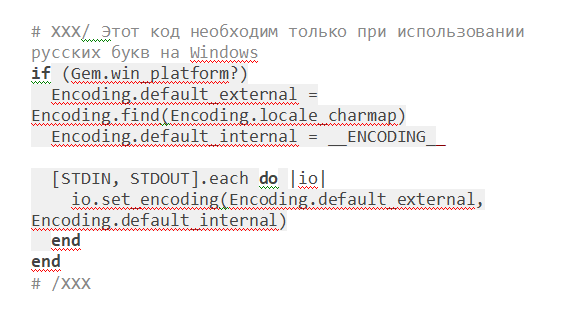 # XXX/ Этот код необходим только при использовании
русских букв на Windows
if (Gem.win_platform?)
  Encoding.default_external =
Encoding.find(Encoding.locale_charmap)
  Encoding.default_internal = __ENCODING__

  [STDIN, STDOUT].each do |io|
    io.set_encoding(Encoding.default_external,
Encoding.default_internal)
  end
end
# /XXX